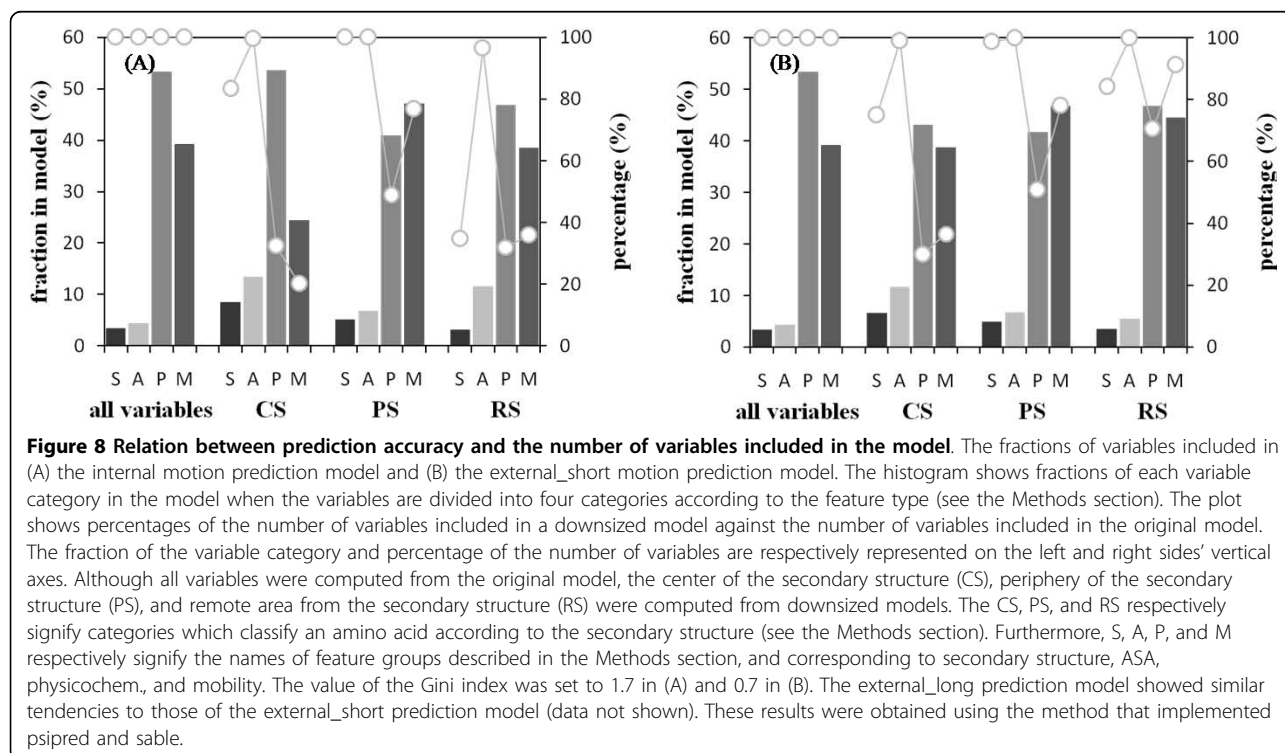 (A)
fraction in model (%)
60
50
40
30
20
10
0
100
80
60
40
20
0
percentage (%)
S A P M S A P M S A P M S A P M
all variables CS PS RS
(B)
fraction in model (%)
60
50
40
30
20
10
0
100
80
60
40
20
0
percentage (%)
S A P M S A P M S A P M S A P M
all variables CS PS RS
Figure 8 Relation between prediction accuracy and the number of variables included in the model. The fractions of variables included in
(A) the internal motion prediction model and (B) the external_short motion prediction model. The histogram shows fractions of each variable
category in the model when the variables are divided into four categories according to the feature type (see the Methods section). The plot
shows percentages of the number of variables included in a downsized model against the number of variables included in the original model.
The fraction of the variable category and percentage of the number of variables are respectively represented on the left and right sides' vertical
axes. Although all variables were computed from the original model, the center of the secondary structure (CS), periphery of the secondary
structure (PS), and remote area from the secondary structure (RS) were computed from downsized models. The CS, PS, and RS respectively
signify categories which classify an amino acid according to the secondary structure (see the Methods section). Furthermore, S, A, P, and M
respectively signify the names of feature groups described in the Methods section, and corresponding to secondary structure, ASA,
physicochem., and mobility. The value of the Gini index was set to 1.7 in (A) and 0.7 in (B). The external_long prediction model showed similar
tendencies to those of the external_short prediction model (data not shown). These results were obtained using the method that implemented
psipred and sable.